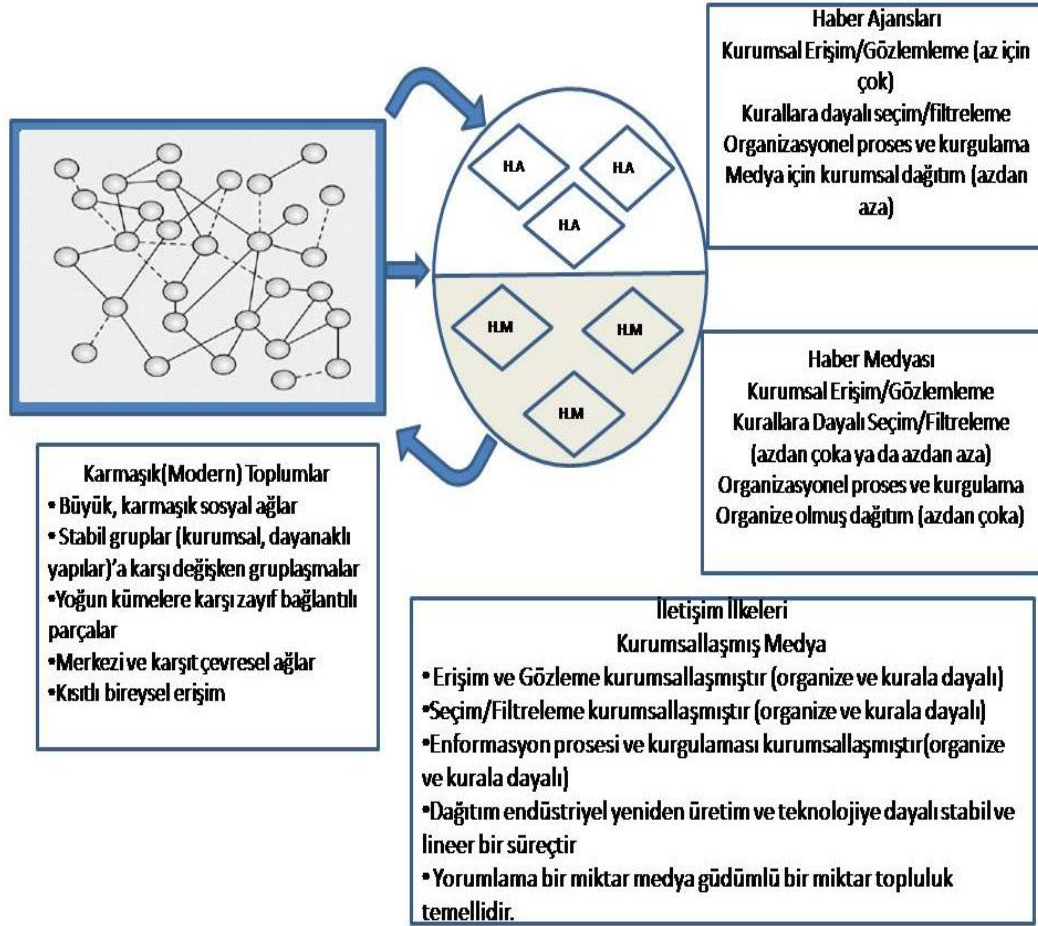 Haber Ajansları
Kurumsal Erişim/Gözlemleme (az için
çok)
Kurallara dayalı seçim/filtreleme
Organizasyonel proses ve kurgulama
Medya için kurumsal dağıtım (azdan
aza)
H.A
H.A
H.A
H.M
H.M
H.M
Haber Medyası
Kurumsal Erişim/Gözlemleme
Kurallara Dayalı Seçim/Filtreleme
(azdan çoka ya da azdan aza)
Organizasyonel proses ve kurgulama
Organize olmuş dağıtım (azdan çoka)
Karmaşık(Modern) Toplumlar
• Büyük, karmaşık sosyal ağlar
• Stabil gruplar (kurumsal, dayanaklı
yapılar)'a karşı değişken gruplaşmalar
•Yoğun kümelere karşı zayıf bağlantılı
parçalar
•Merkezi ve karşıt çevresel ağlar
•Kısıtlı bireysel erişim
İletişim İlkeleri
Kurumsallaşmış Medya
• Erişim ve Gözleme kurumsallaşmıştır (organize ve kurala dayalı)
•Seçim/Filtreleme kurumsallaşmıştır (organize ve kurala dayalı)
•Enformasyon prosesi ve kurgulaması kurumsallaşmıştır(organize
ve kurala dayalı)
•Dağıtım endüstriyel yeniden üretim ve teknolojiye dayalı stabil ve
lineer bir süreçtir
• Yorumlama bir miktar medya güdümlü bir miktar topluluk
temellidir.